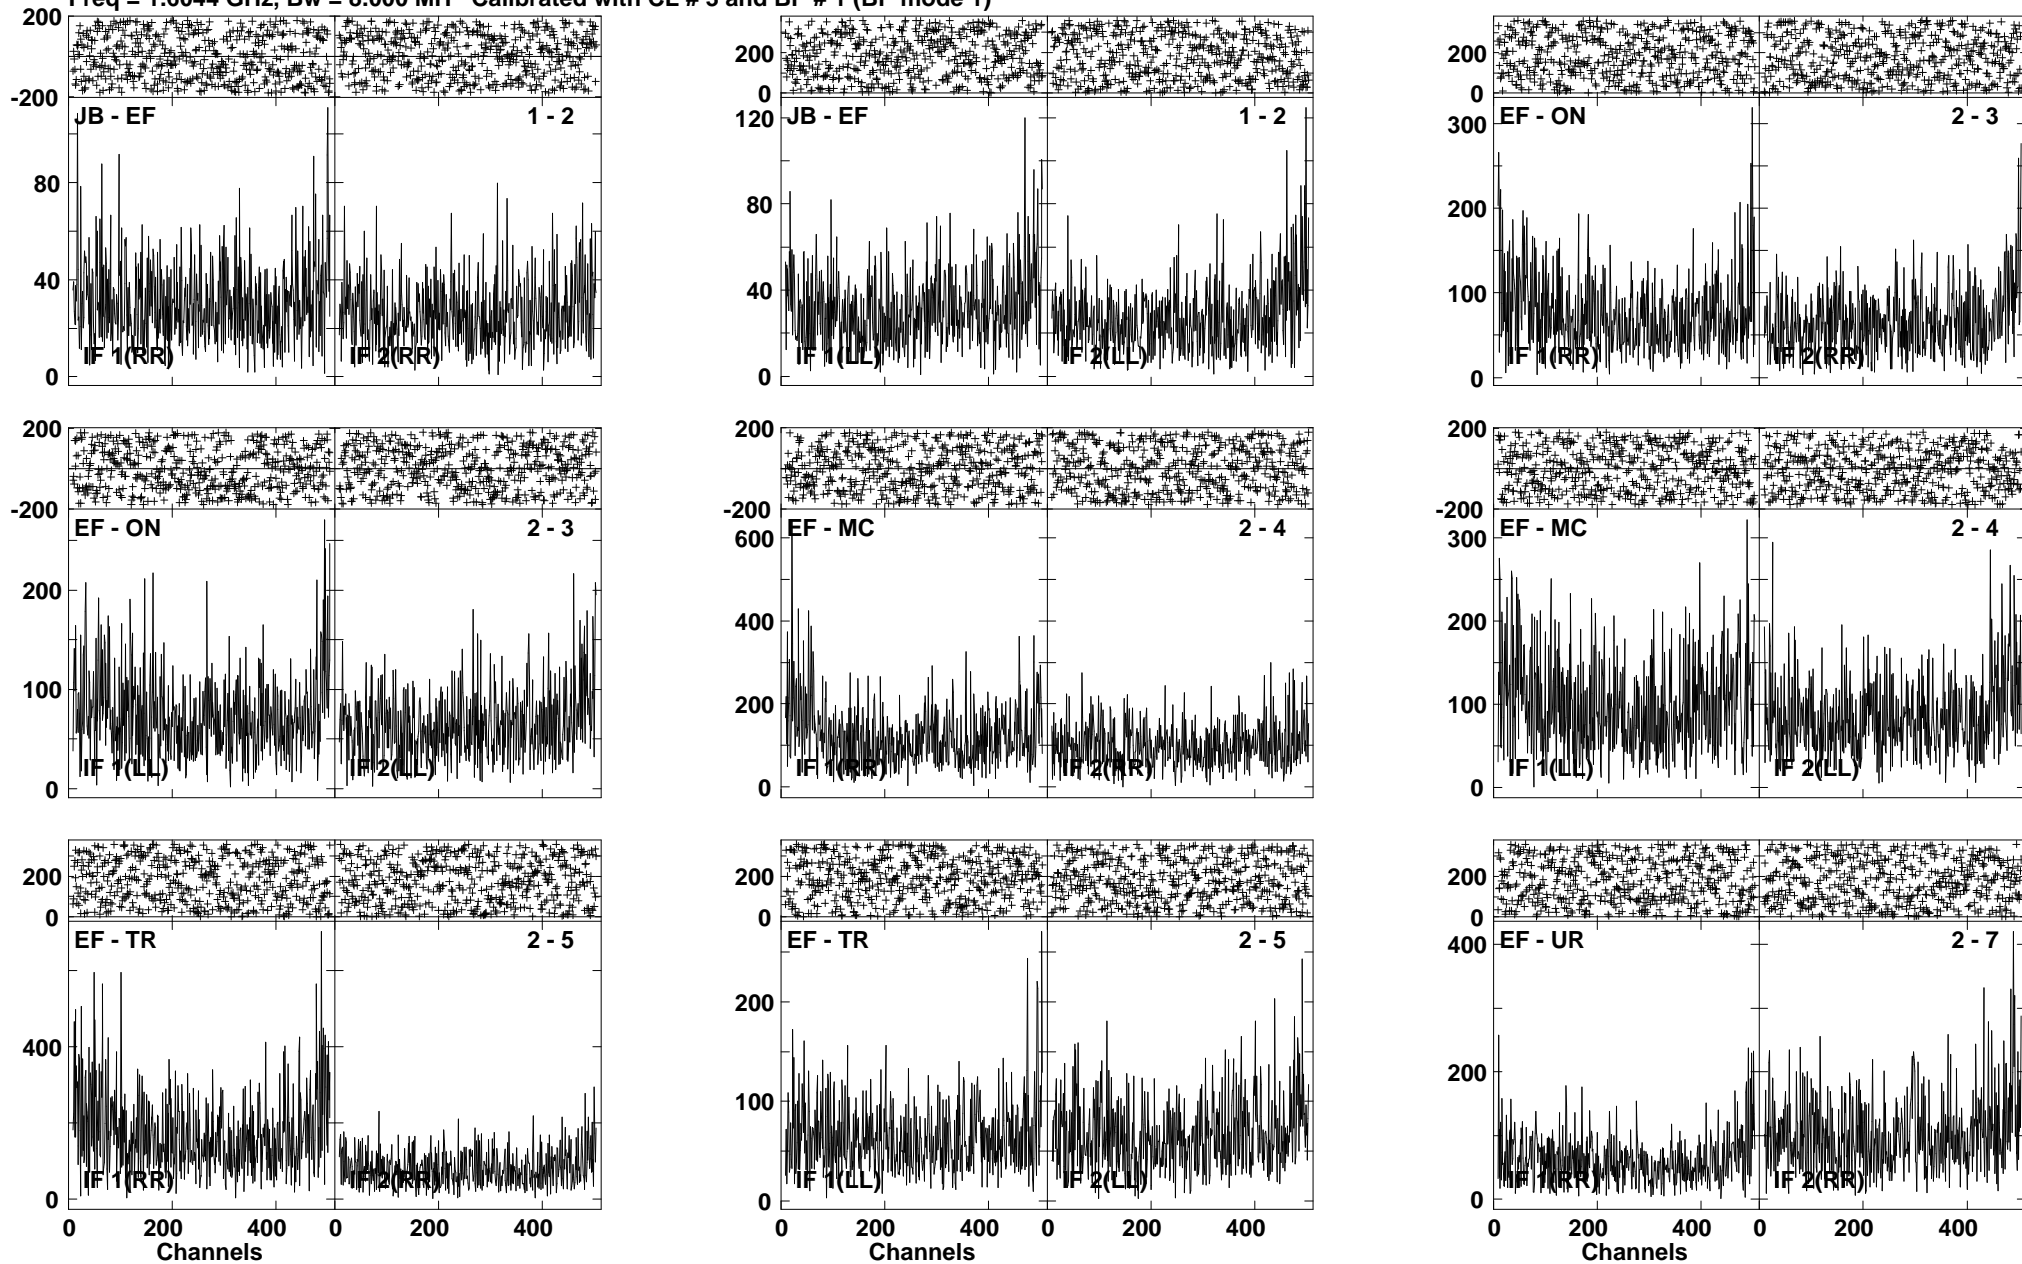 Freq = 1.6044 GHz, Bw = 8.000 MH Calibrated with CL # 3 and BP # 1 (BP mode 1)
200
-200
JB - EF 1 - 2
80
40
0
IF 1(RR) IF 2(RR)
200
0
JB - EF 1 - 2
120
80
40
0
IF 1(LL) IF 2(LL)
200
0
EF - ON 2 - 3
300
200
100
0
IF 1(RR) IF 2(RR)
200
-200
EF - ON 2 - 3
200
100
0
IF 1(LL) IF 2(LL)
200
-200
EF - MC 2 - 4
600
400
200
0
IF 1(RR) IF 2(RR)
200
-200
EF - MC 2 - 4
300
200
100
0
IF 1(LL) IF 2(LL)
200
0
EF - TR 2 - 5
400
0
IF 1(RR) IF 2(RR)
0 200 400 0 200 400
Channels
200
0
EF - TR 2 - 5
200
100
0
IF 1(LL) IF 2(LL)
0 200 400 0 200 400
Channels
200
0
EF - UR 2 - 7
400
200
0
IF 1(RR) IF 2(RR)
0 200 400 0 200 400
Channels